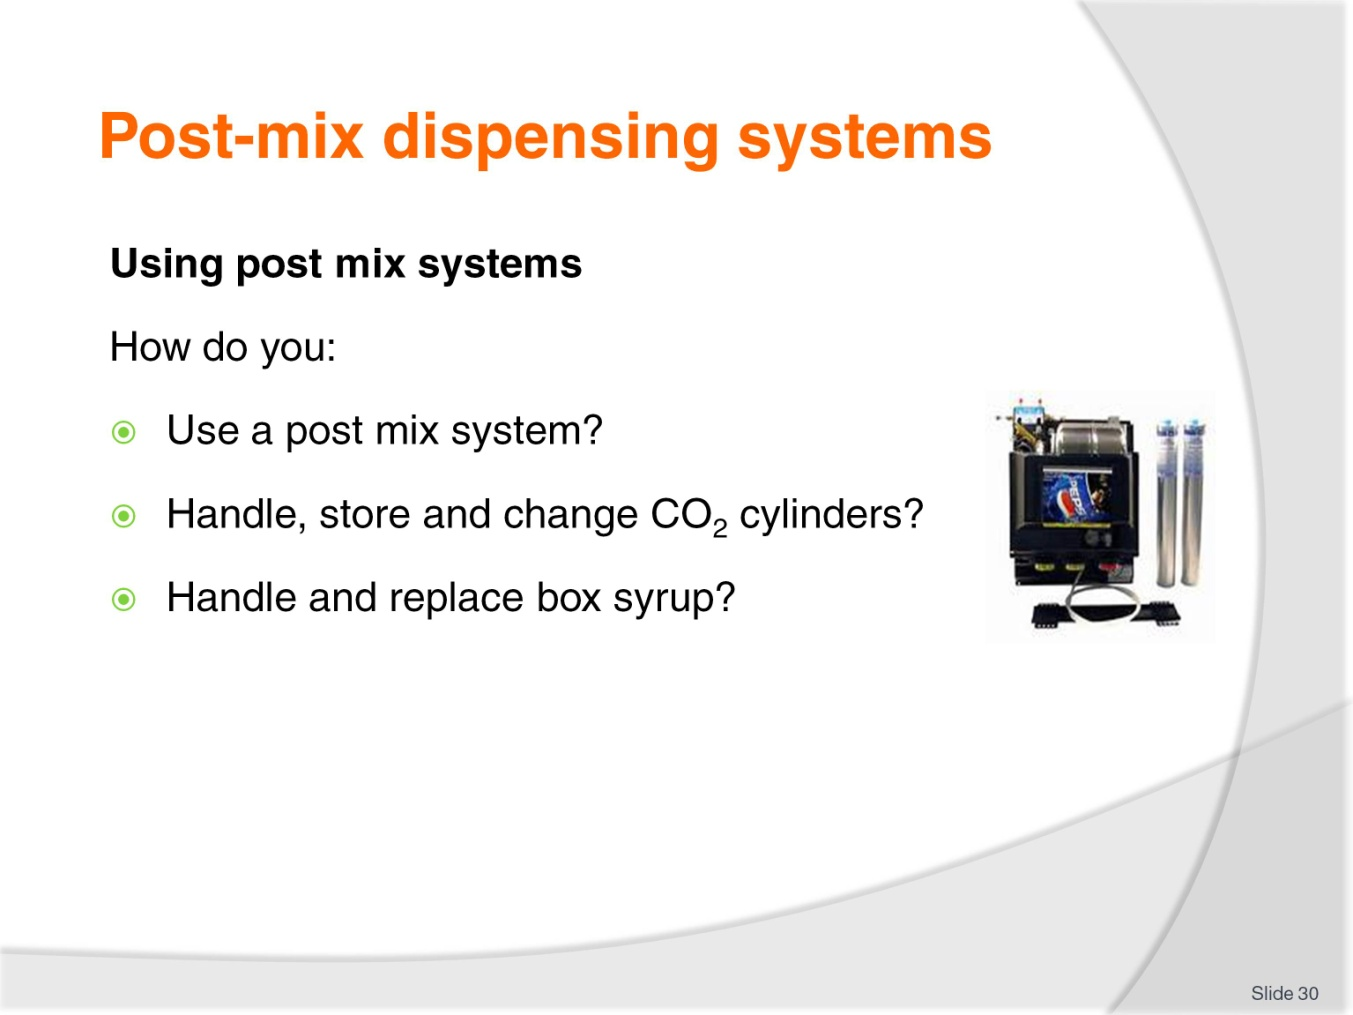 Post-mix dispensing systems
Using post mix systems
How do you:
Use a post mix system?
Handle, store and change CO₂ cylinders?
Handle and replace box syrup?
PEPSI
Slide 30